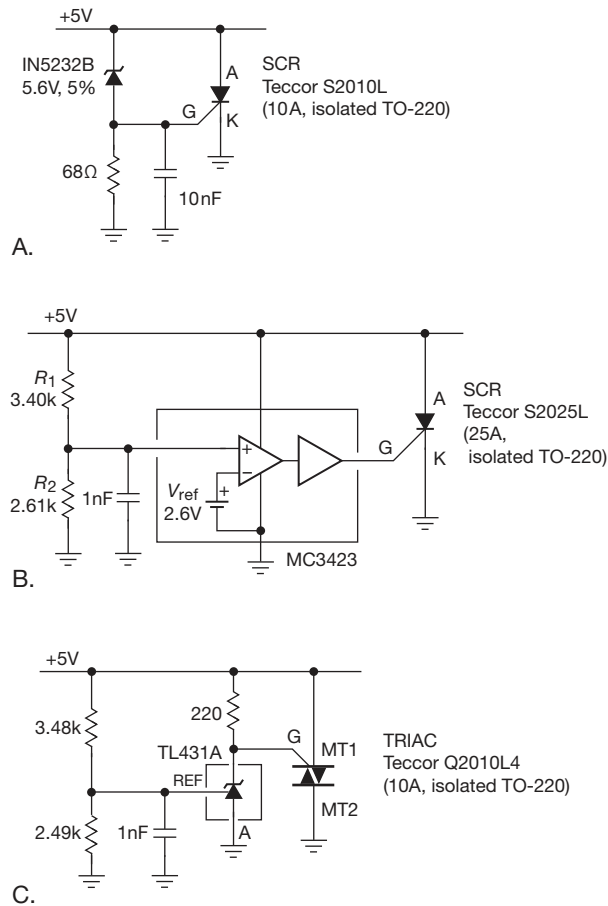 +5V
IN5232B
5.6V, 5%
A
G
K
SCR
Teccor S2010L
(10A, isolated TO-220)
68Ω
10nF
A.
+5V
R1
3.40k
R2
2.61k
1nF
+
−
+
Vref
2.6V
MC3423
G
A
K
SCR
Teccor S2025L
(25A,
isolated TO-220)
B.
+5V
3.48k
2.49k
1nF
220
TL431A
REF
A
G
MT1
MT2
TRIAC
Teccor Q2010L4
(10A, isolated TO-220)
C.